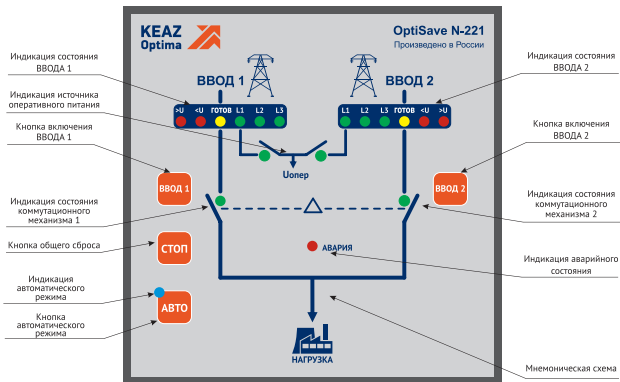 KEAZ
Optima
OptiSave N-221
Произведено в России
Индикация состояния
ВВОДА 1
Индикация источника
оперативного питания
Кнопка включения
ВВОДА 1
Индикация состояния
коммутационного
механизма 1
Кнопка общего сброса
Индикация
автоматического
режима
Кнопка
автоматического
режима
ВВОД 1
ВВОД 2
>U <U ГОТОВ L1 L2 L3
L1 L2 L3 ГОТОВ <U >U
Uопер
ВВОД 1
ВВОД 2
СТОП
АВАРИЯ
АВТО
НАГРУЗКА
Индикация состояния
ВВОДА 2
Кнопка включения
ВВОДА 2
Индикация состояния
коммутационного
механизма 2
Индикация аварийного
состояния
Мнемоническая схема